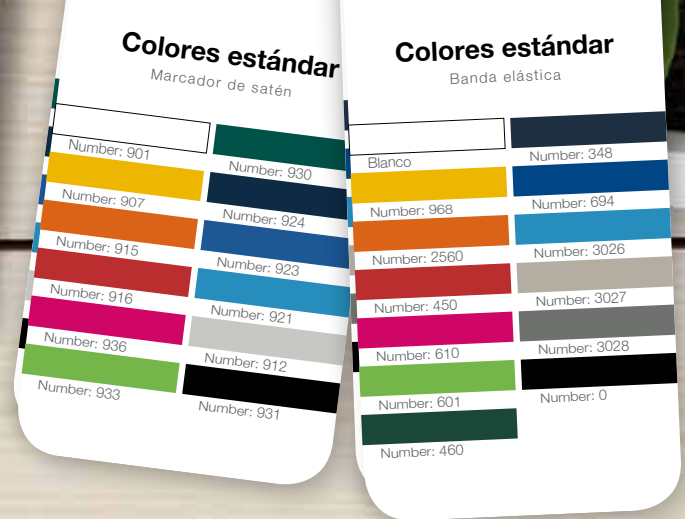 Colores estándar
Marcador de satén
Number: 901
Number: 930
Number: 907
Number: 924
Number: 915
Number: 923
Number: 916
Number: 921
Number: 936
Number: 912
Number: 933
Number: 931
Colores estándar
Banda elástica
Blanco
Number: 348
Number: 968
Number: 694
Number: 2560
Number: 3026
Number: 450
Number: 3027
Number: 610
Number: 3028
Number: 601
Number: 0
Number: 460